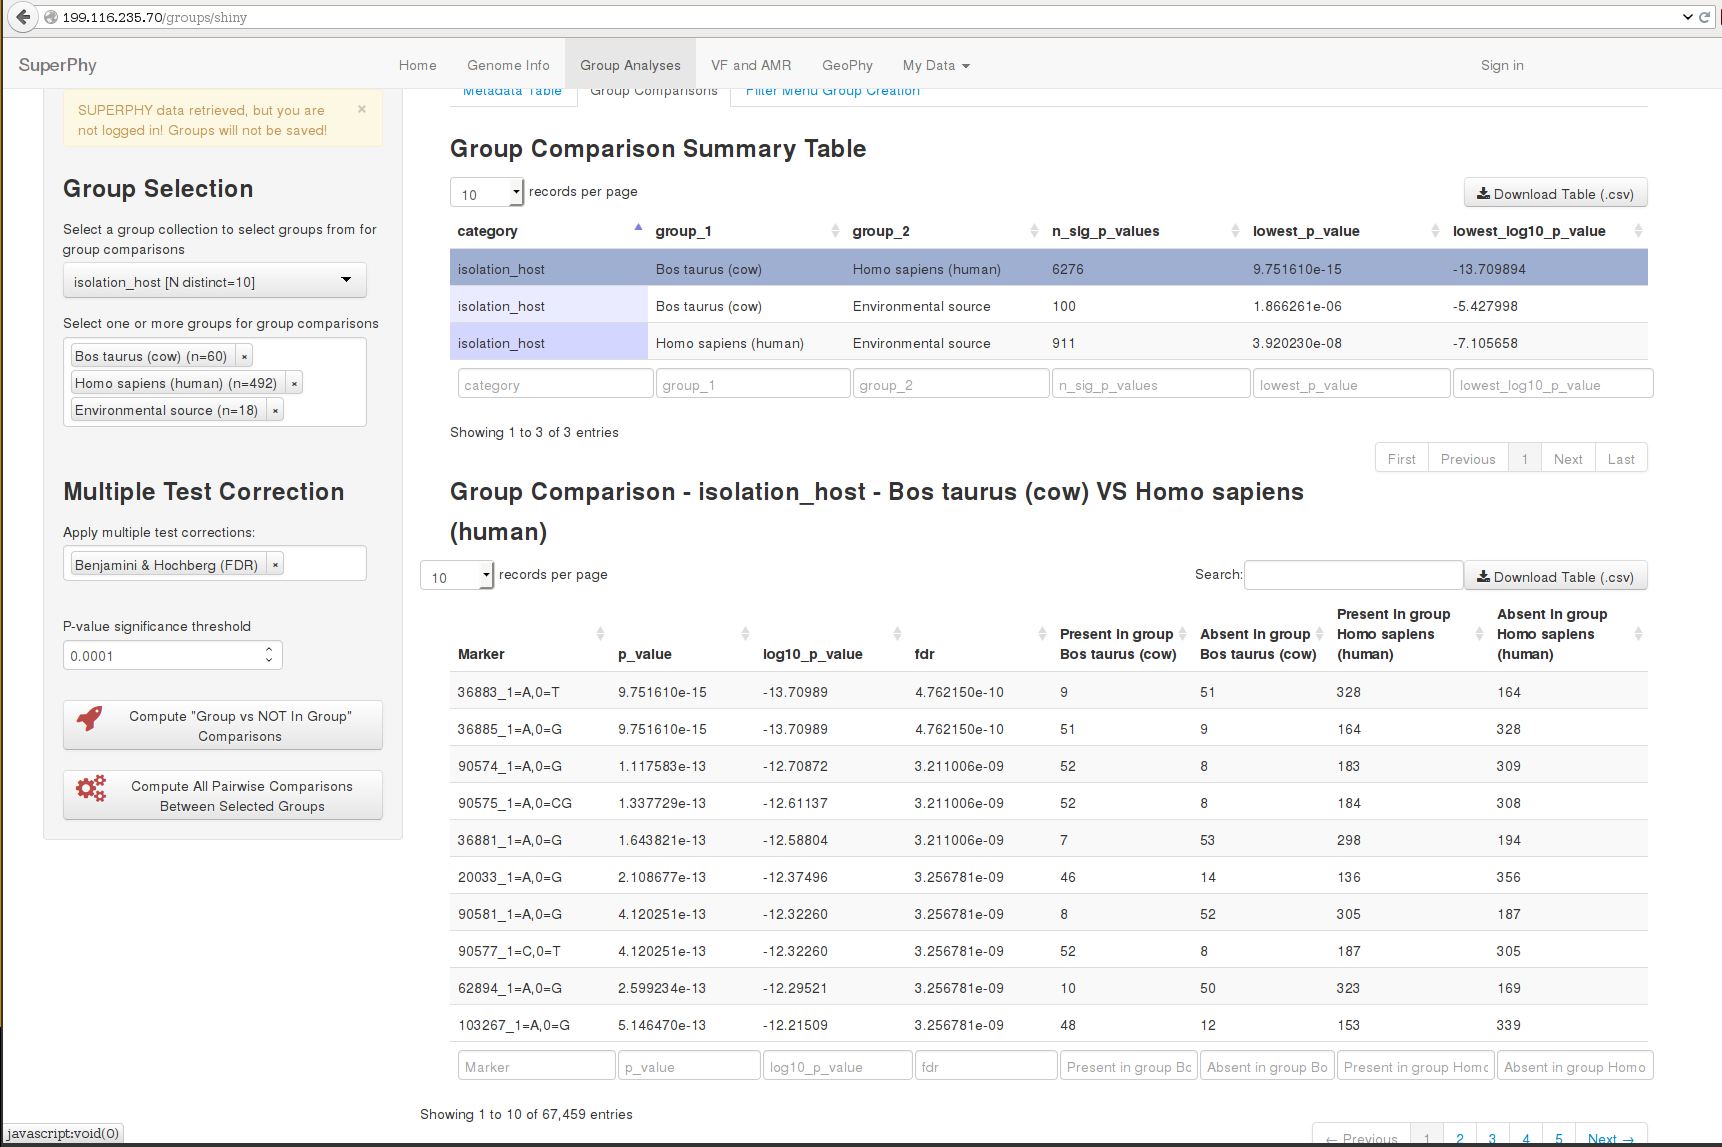 199.116.235.70/groups/shiny
SuperPhy Home Genome Info Group Analyses VF and AMR GeoPhy My Data Sign in
Metadata Table Group Comparisons Filter Menu Group Creation
SUPERPHY data retrieved, but you are ×
not logged in! Groups will not be saved!
Group Selection
Select a group collection to select groups from for
group comparisons
isolation_host [N distinct=10]
Select one or more groups for group comparisons
Bos taurus (cow) (n=60) ×
Homo sapiens (human) (n=492) ×
Environmental source (n=18) ×
Multiple Test Correction
Apply multiple test corrections:
Benjamini & Hochberg (FDR) ×
P-value significance threshold
0.0001
Compute "Group vs NOT In Group"
Comparisons
Compute All Pairwise Comparisons
Between Selected Groups
Group Comparison Summary Table
10 records per page Download Table (.csv)
category group_1 group_2 n_sig_p_values lowest_p_value lowest_log10_p_value
isolation_host Bos taurus (cow) Homo sapiens (human) 6276 9.751610e-15 -13.709894
isolation_host Bos taurus (cow) Environmental source 100 1.866261e-06 -5.427998
isolation_host Homo sapiens (human) Environmental source 911 3.920230e-08 -7.105658
category group_1 group_2 n_sig_p_values lowest_p_value lowest_log10_p_value
Showing 1 to 3 of 3 entries
First Previous 1 Next Last
Group Comparison - isolation_host - Bos taurus (cow) VS Homo sapiens
(human)
10 records per page Search: Download Table (.csv)
Marker p_value log10_p_value fdr Present in group Bos taurus (cow) Absent in group Bos taurus (cow) Present in group Homo sapiens (human) Absent in group Homo sapiens (human)
36883_1=A,0=T 9.751610e-15 -13.70989 4.762150e-10 9 51 328 164
36885_1=A,0=G 9.751610e-15 -13.70989 4.762150e-10 51 9 164 328
90574_1=A,0=G 1.117583e-13 -12.70872 3.211006e-09 52 8 183 309
90575_1=A,0=CG 1.337729e-13 -12.61137 3.211006e-09 52 8 184 308
36881_1=A,0=G 1.643821e-13 -12.58804 3.211006e-09 7 53 298 194
20033_1=A,0=G 2.108677e-13 -12.37496 3.256781e-09 46 14 136 356
90581_1=A,0=G 4.120251e-13 -12.32260 3.256781e-09 8 52 305 187
90577_1=C,0=T 4.120251e-13 -12.32260 3.256781e-09 52 8 187 305
62894_1=A,0=G 2.599234e-13 -12.29521 3.256781e-09 10 50 323 169
103267_1=A,0=G 5.146470e-13 -12.21509 3.256781e-09 48 12 153 339
Marker p_value log10_p_value fdr Present in group Bo Absent in group Bo Present in group Homo Absent in group Homo
Showing 1 to 10 of 67,459 entries
← Previous 1 2 3 4 5 Next →
javascript:void(0)